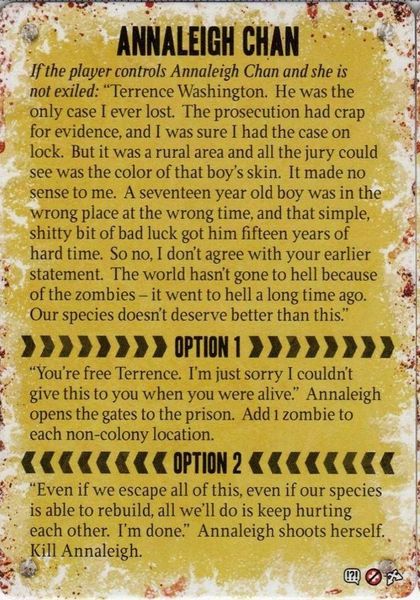 ANNALEIGH CHAN
If the player controls Annaleigh Chan and she is
not exiled: “Terrence Washington.  He was the
only case I ever lost.  The prosecution had crap
for evidence, and I was sure I had the case on
lock.  But it was a rural area and all the jury could
see was the color of that boy’s skin.  It made no
sense to me.  A seventeen year old boy was in the
wrong place at the wrong time, and that simple,
shitty bit of bad luck got him fifteen years of
hard time.  So no, I don’t agree with your earlier
statement.  The world hasn’t gone to hell because
of the zombies – it went to hell a long time ago.
Our species doesn’t deserve better than this.”
OPTION 1
“You’re free Terrence.  I’m just sorry I couldn’t
give this to you when you were alive.”  Annaleigh
opens the gates to the prison.  Add 1 zombie to
each non-colony location.
OPTION 2
“Even if we escape all of this, even if our species
is able to rebuild, all we’ll do is keep hurting
each other.  I’m done.”  Annaleigh shoots herself.
Kill Annaleigh.
!?!